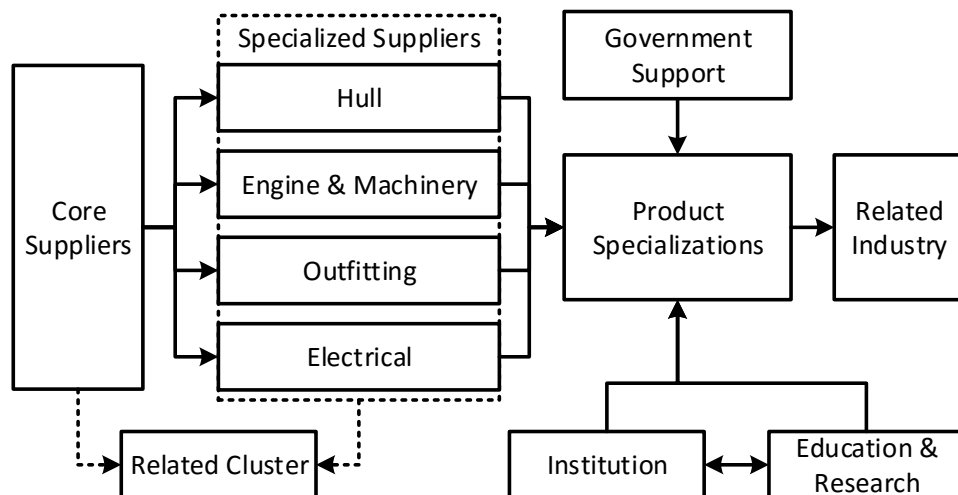 Specialized Suppliers
Government
Support
Hull
Core
Suppliers
Engine & Machinery
Outfitting
Electrical
Product
Specializations
Related
Industry
Related Cluster
Institution
Education &
Research